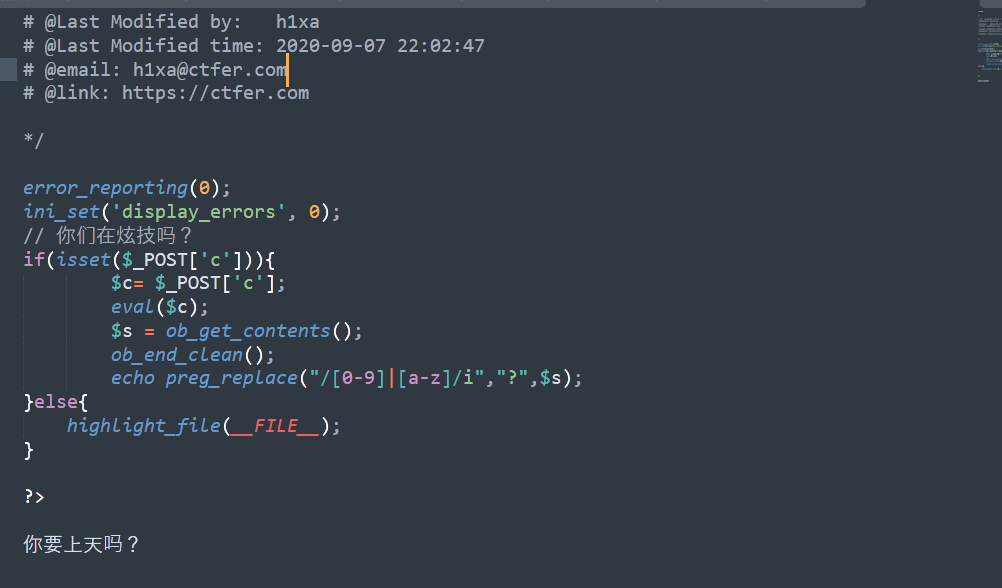 # @Last Modified by:   h1xa
# @Last Modified time: 2020-09-07 22:02:47
# @email: h1xa@ctfer.com
# @link: https://ctfer.com
*/
error_reporting(0);
ini_set('display_errors', 0);
// 你们在炫技吗？
if(isset($_POST['c'])){
        $c= $_POST['c'];
        eval($c);
        $s = ob_get_contents();
        ob_end_clean();
        echo preg_replace("/[0-9]|[a-z]/i","?",$s);
}else{
    highlight_file(__FILE__);
}
?>
你要上天吗？